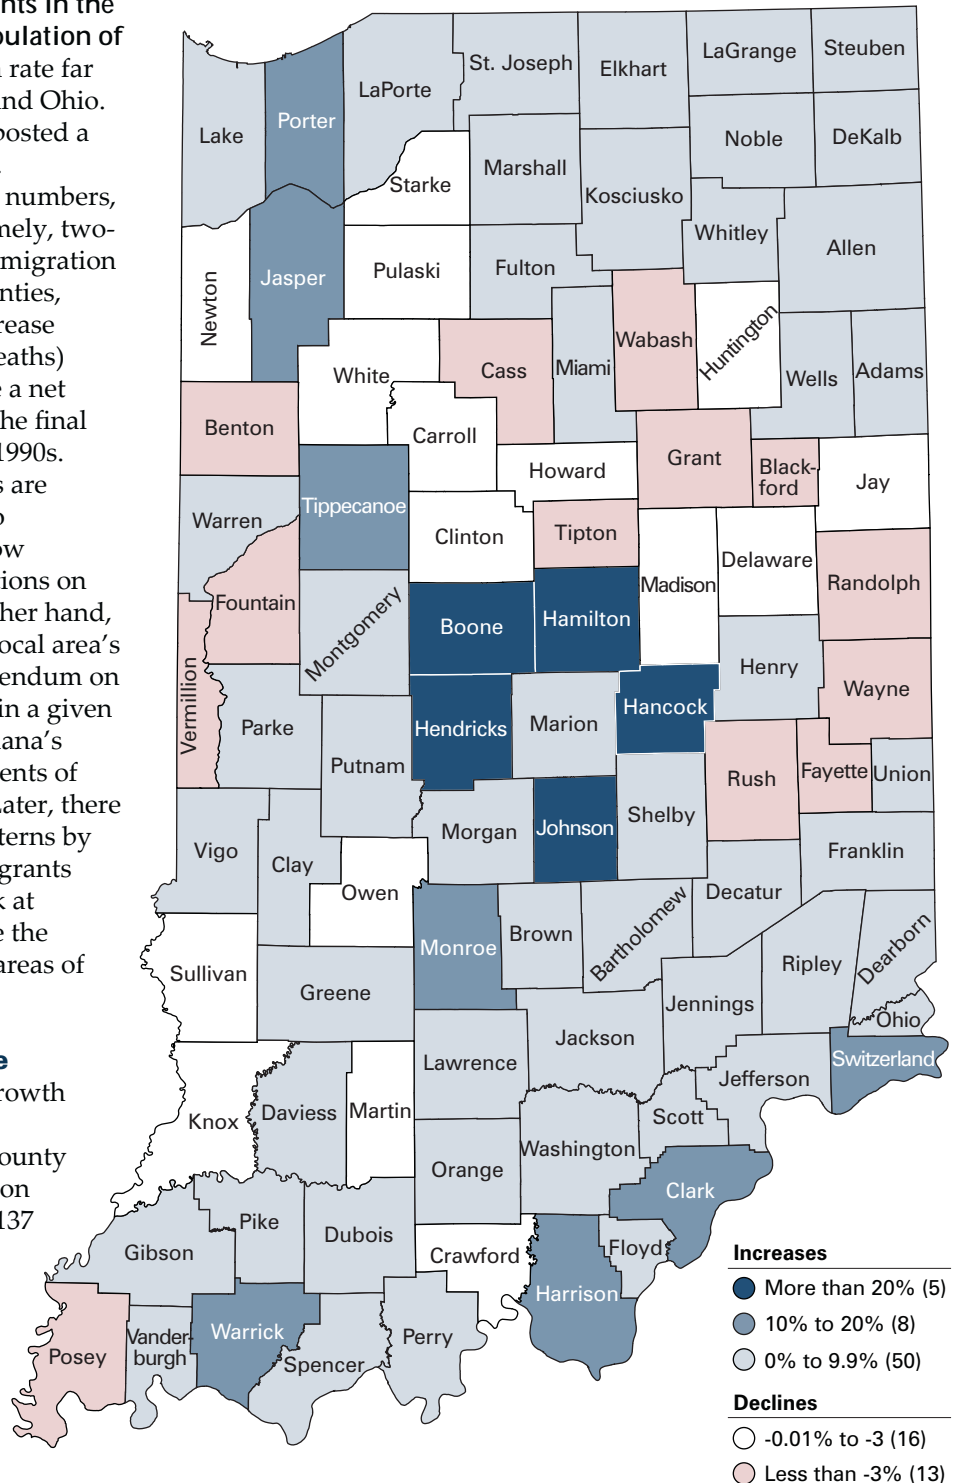 nts in the
pulation of
rate far
nd Ohio.
posted a
numbers,
nely, two-
migration
nties,
rease
eaths)
a net
he final
1990s.
s are
o
ow
tions on
her hand,
ocal area's
endum on
in a given
ana's
ents of
Later, there
terns by
grants
k at
e the
areas of
e
rowth
ounty
on
137
LaGrange
Steuben
St. Joseph
Elkhart
LaPorte
Porter
Lake
Noble
DeKalb
Marshall
Starke
Kosciusko
Whitley
Allen
Fulton
Pulaski
Jasper
Newton
Wabash
Huntington
White
Cass
Miami
Wells
Adams
Benton
Carroll
Howard
Grant
Black-
ford
Jay
Warren
Tippecanoe
Clinton
Tipton
Madison
Delaware
Randolph
Fountain
Montgomery
Boone
Hamilton
Henry
Wayne
Vermillion
Parke
Putnam
Hendricks
Marion
Hancock
Rush
Fayette
Union
Vigo
Clay
Owen
Morgan
Johnson
Shelby
Franklin
Decatur
Sullivan
Greene
Monroe
Brown
Bartholomew
Jennings
Ripley
Dearborn
Ohio
Switzerland
Knox
Daviess
Martin
Lawrence
Jackson
Jefferson
Scott
Washington
Orange
Clark
Gibson
Pike
Dubois
Crawford
Harrison
Floyd
Posey
Vander-
burgh
Warrick
Spencer
Perry
Increases
More than 20% (5)
10% to 20% (8)
0% to 9.9% (50)
Declines
-0.01% to -3 (16)
Less than -3% (13)